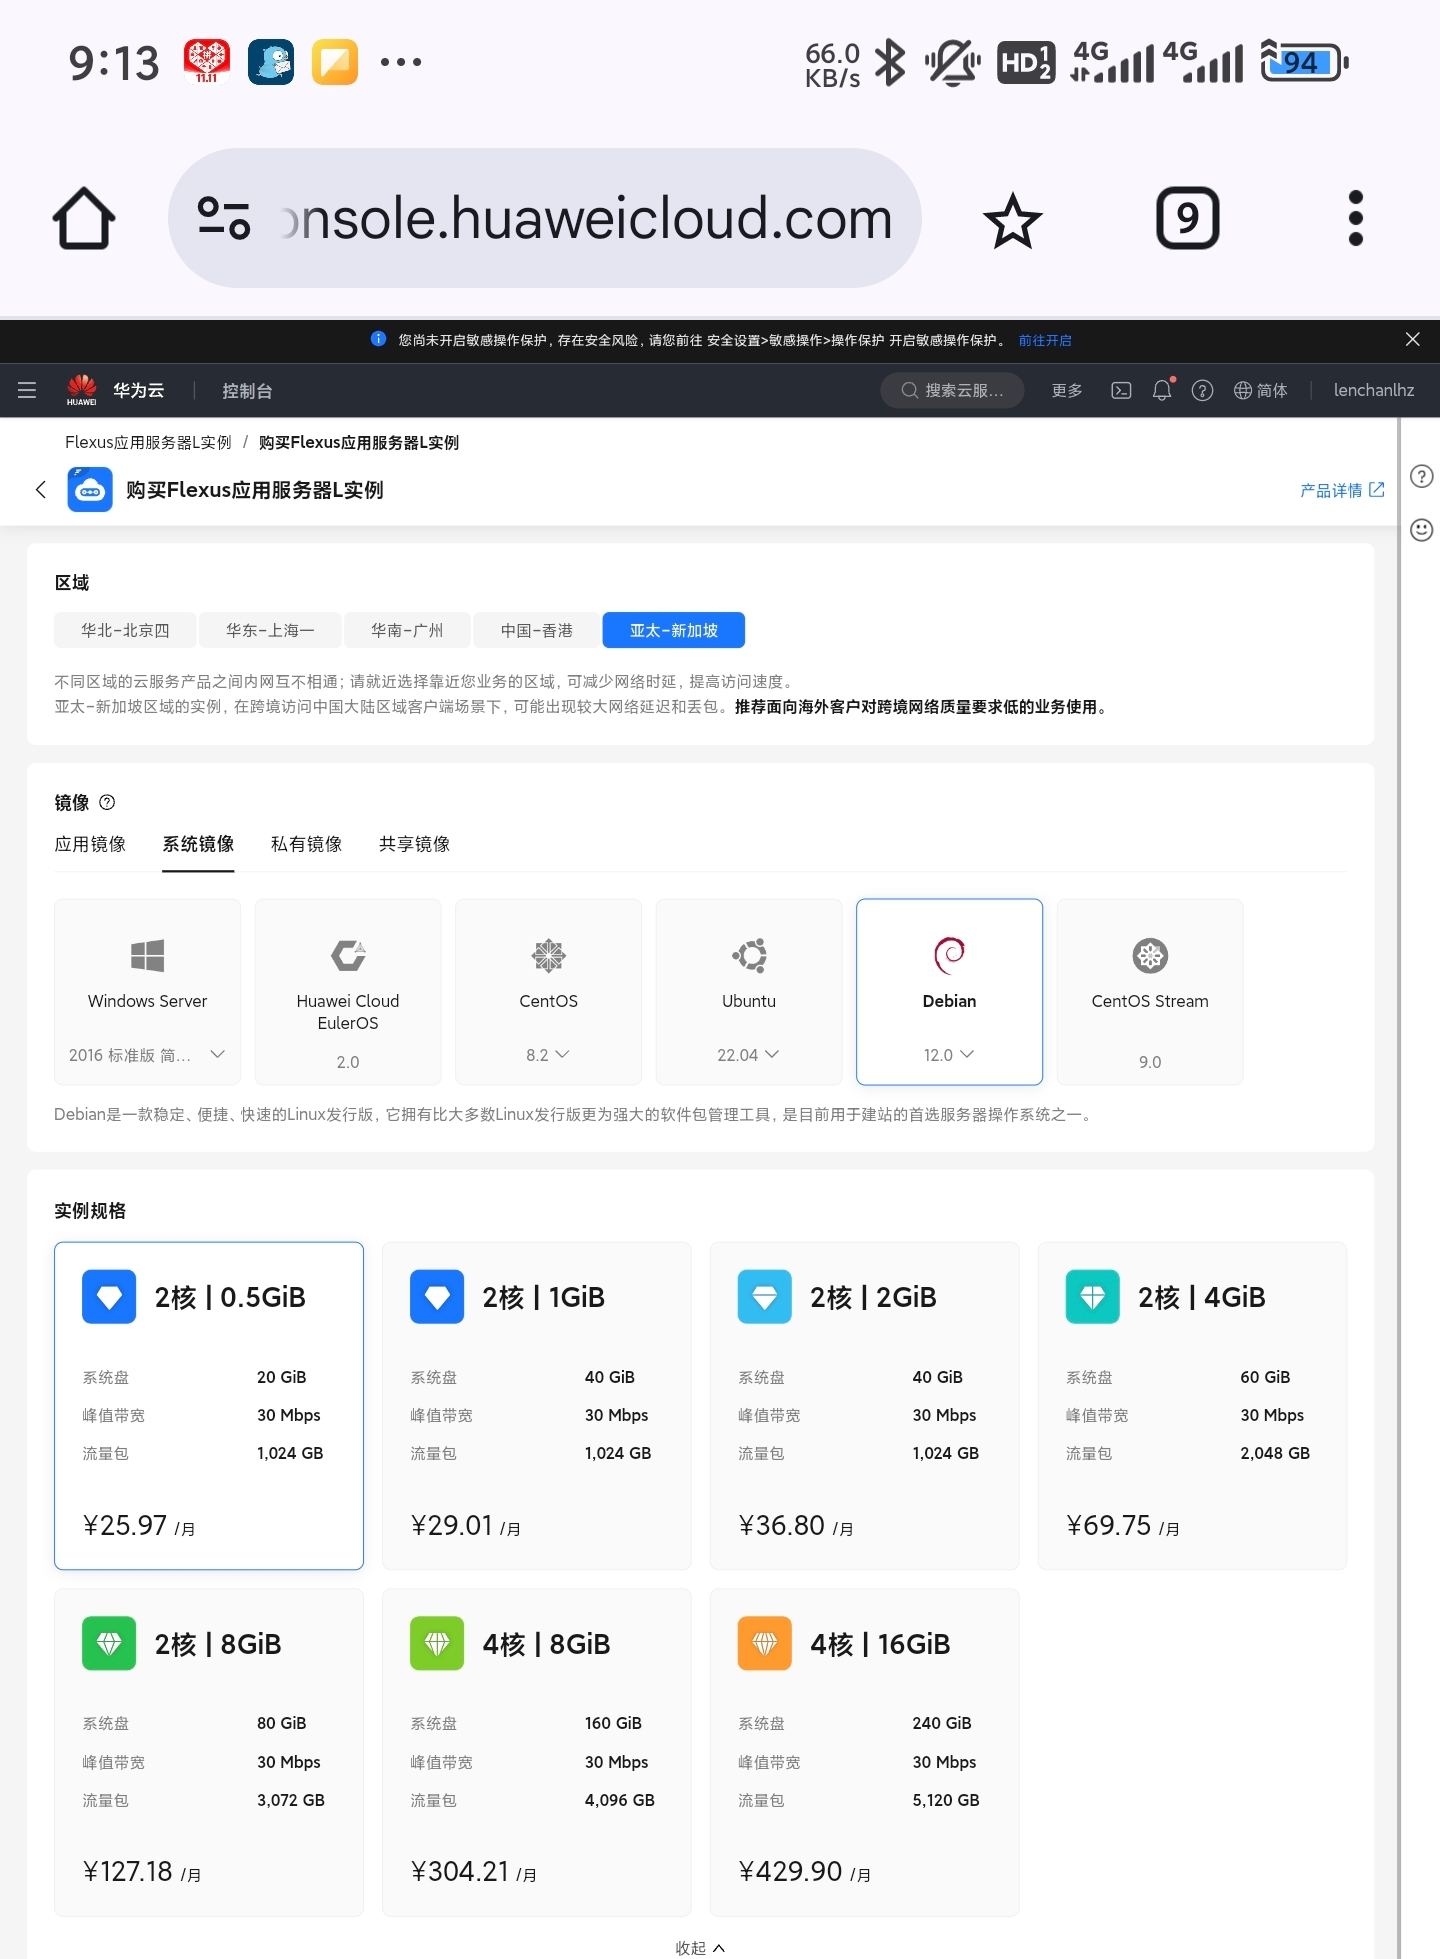 9:13
11.11
66.0 KB/s
HD 1 2
4G
4G
94
onsole.huaweicloud.com
9
您尚未开启敏感操作保护，存在安全风险，请您前往 安全设置>敏感操作>操作保护 开启敏感操作保护。 前往开启
HUAWEI
华为云
控制台
搜索云服...
更多
简体
lenchanlhz
Flexus应用服务器L实例 / 购买Flexus应用服务器L实例
购买Flexus应用服务器L实例
产品详情
区域
华北-北京四
华东-上海一
华南-广州
中国-香港
亚太-新加坡
不同区域的云服务产品之间内网互不相通；请就近选择靠近您业务的区域，可减少网络时延，提高访问速度。
亚太-新加坡区域的实例，在跨境访问中国大陆区域客户端场景下，可能出现较大网络延迟和丢包。推荐面向海外客户对跨境网络质量要求低的业务使用。
镜像
应用镜像
系统镜像
私有镜像
共享镜像
Windows Server
2016 标准版 简...
Huawei Cloud
EulerOS
2.0
CentOS
8.2
Ubuntu
22.04
Debian
12.0
CentOS Stream
9.0
Debian是一款稳定、便捷、快速的Linux发行版，它拥有比大多数Linux发行版更为强大的软件包管理工具，是目前用于建站的首选服务器操作系统之一。
实例规格
2核 | 0.5GiB
系统盘 20 GiB
峰值带宽 30 Mbps
流量包 1,024 GB
¥25.97 /月
2核 | 1GiB
系统盘 40 GiB
峰值带宽 30 Mbps
流量包 1,024 GB
¥29.01 /月
2核 | 2GiB
系统盘 40 GiB
峰值带宽 30 Mbps
流量包 1,024 GB
¥36.80 /月
2核 | 4GiB
系统盘 60 GiB
峰值带宽 30 Mbps
流量包 2,048 GB
¥69.75 /月
2核 | 8GiB
系统盘 80 GiB
峰值带宽 30 Mbps
流量包 3,072 GB
¥127.18 /月
4核 | 8GiB
系统盘 160 GiB
峰值带宽 30 Mbps
流量包 4,096 GB
¥304.21 /月
4核 | 16GiB
系统盘 240 GiB
峰值带宽 30 Mbps
流量包 5,120 GB
¥429.90 /月
收起